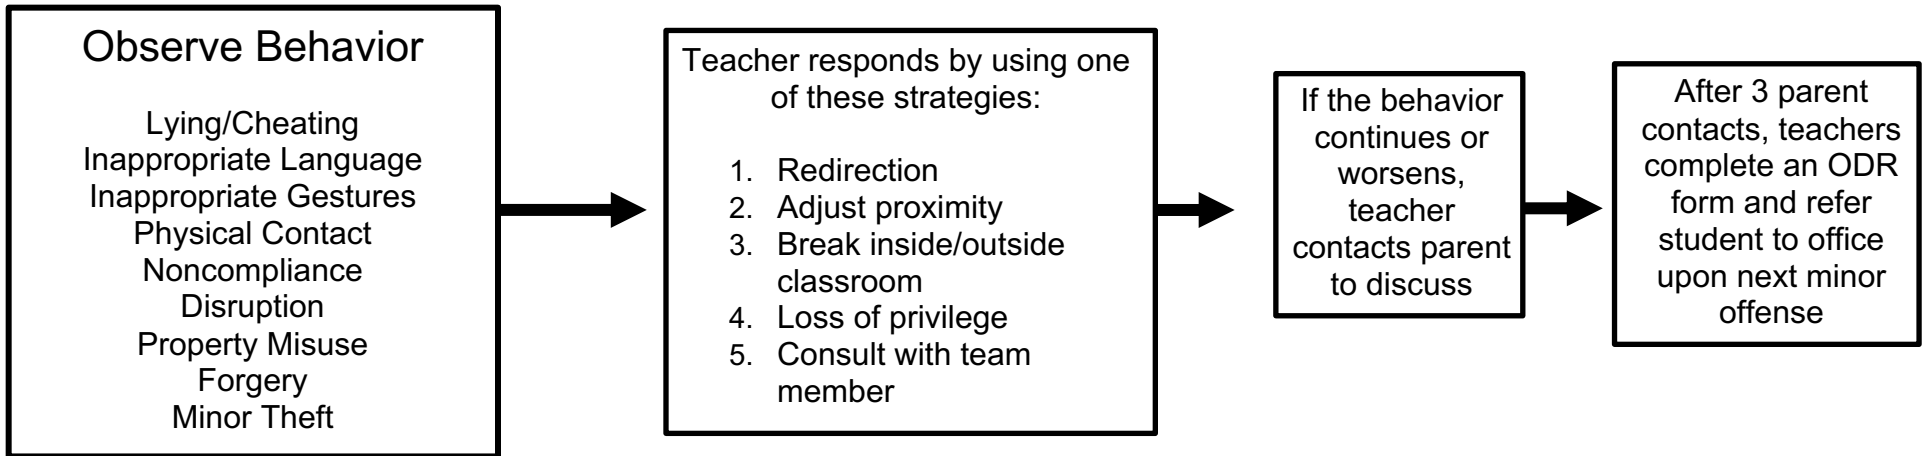 Observe Behavior
Lying/Cheating
Inappropriate Language
Inappropriate Gestures
Physical Contact
Noncompliance
Disruption
Property Misuse
Forgery
Minor Theft
Teacher responds by using one
of these strategies:
1. Redirection
2. Adjust proximity
3. Break inside/outside
classroom
4. Loss of privilege
5. Consult with team
member
If the behavior
continues or
worsens,
teacher
contacts parent
to discuss
After 3 parent
contacts, teachers
complete an ODR
form and refer
student to office
upon next minor
offense